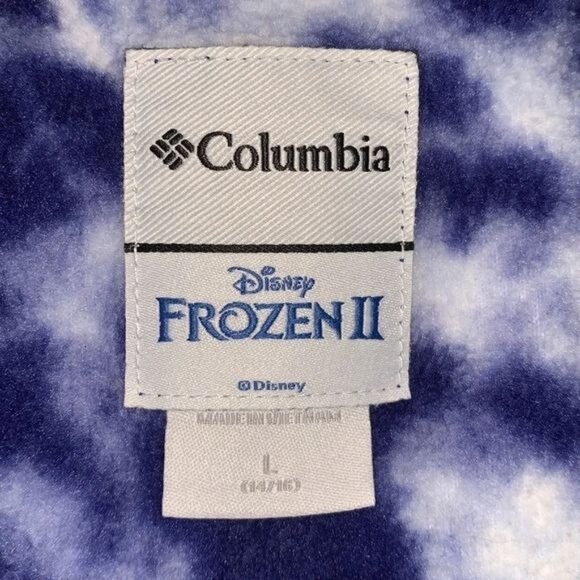 Columbia
Disney
FROZEN II
©Disney
MADE IN VIETNAM
L
(14/16)